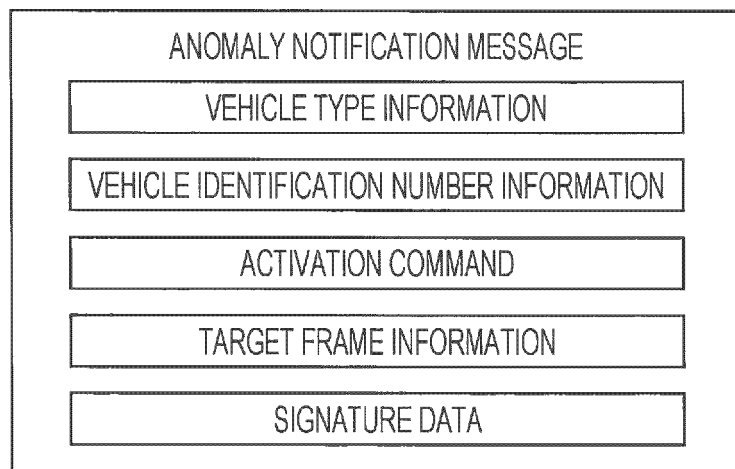 ANOMALY NOTIFICATION MESSAGE
VEHICLE TYPE INFORMATION
VEHICLE IDENTIFICATION NUMBER INFORMATION
ACTIVATION COMMAND
TARGET FRAME INFORMATION
SIGNATURE DATA